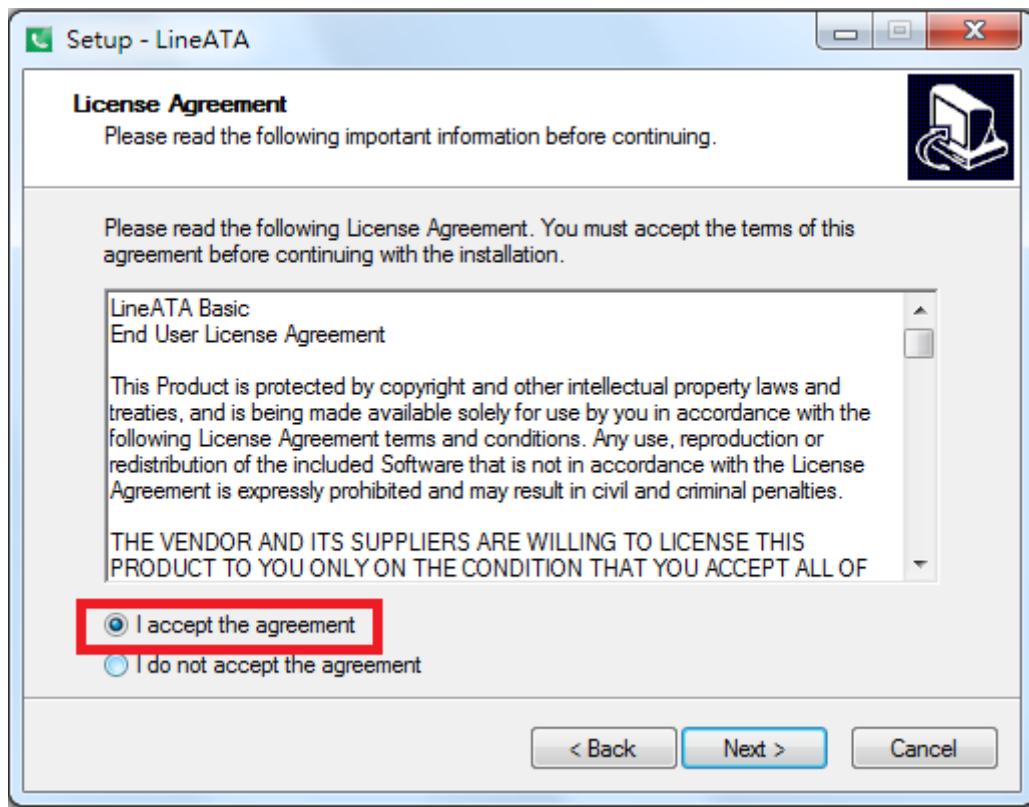 Setup - LineATA
License Agreement
Please read the following important information before continuing.
Please read the following License Agreement. You must accept the terms of this
agreement before continuing with the installation.
LineATA Basic
End User License Agreement
This Product is protected by copyright and other intellectual property laws and
treaties, and is being made available solely for use by you in accordance with the
following License Agreement terms and conditions. Any use, reproduction or
redistribution of the included Software that is not in accordance with the License
Agreement is expressly prohibited and may result in civil and criminal penalties.
THE VENDOR AND ITS SUPPLIERS ARE WILLING TO LICENSE THIS
PRODUCT TO YOU ONLY ON THE CONDITION THAT YOU ACCEPT ALL OF
I accept the agreement
I do not accept the agreement
< Back
Next >
Cancel